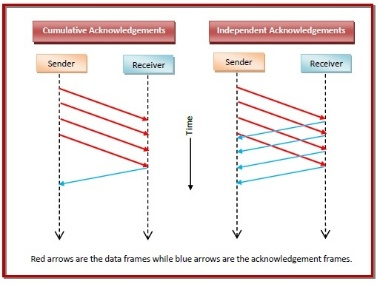 Cumulative Acknowledgements
Independent Acknowledgements
Sender
Receiver
Sender
Receiver
Time
Red arrows are the data frames while blue arrows are the acknowledgement frames.